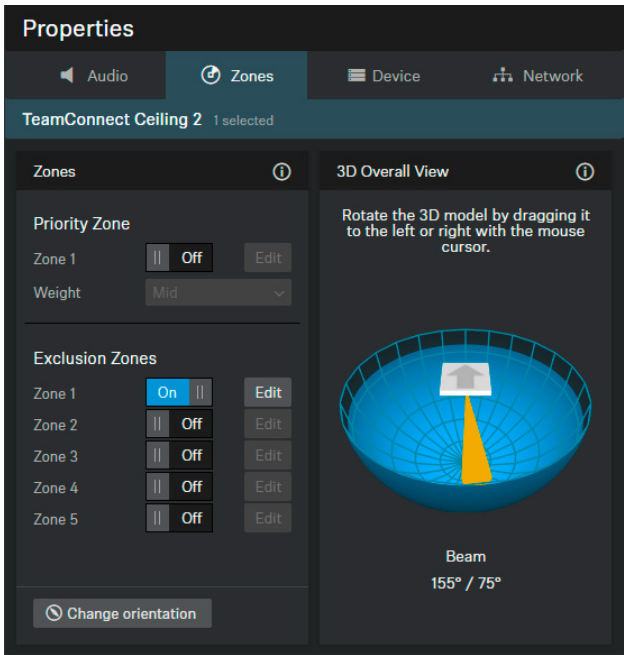 Properties
Audio
Zones
Device
Network
TeamConnect Ceiling 2 1 selected
Zones
Priority Zone
Zone 1 Off Edit
Weight Mid
Exclusion Zones
Zone 1 On Edit
Zone 2 Off Edit
Zone 3 Off Edit
Zone 4 Off Edit
Zone 5 Off Edit
Change orientation
3D Overall View
Rotate the 3D model by dragging it
to the left or right with the mouse
cursor.
Beam
155° / 75°